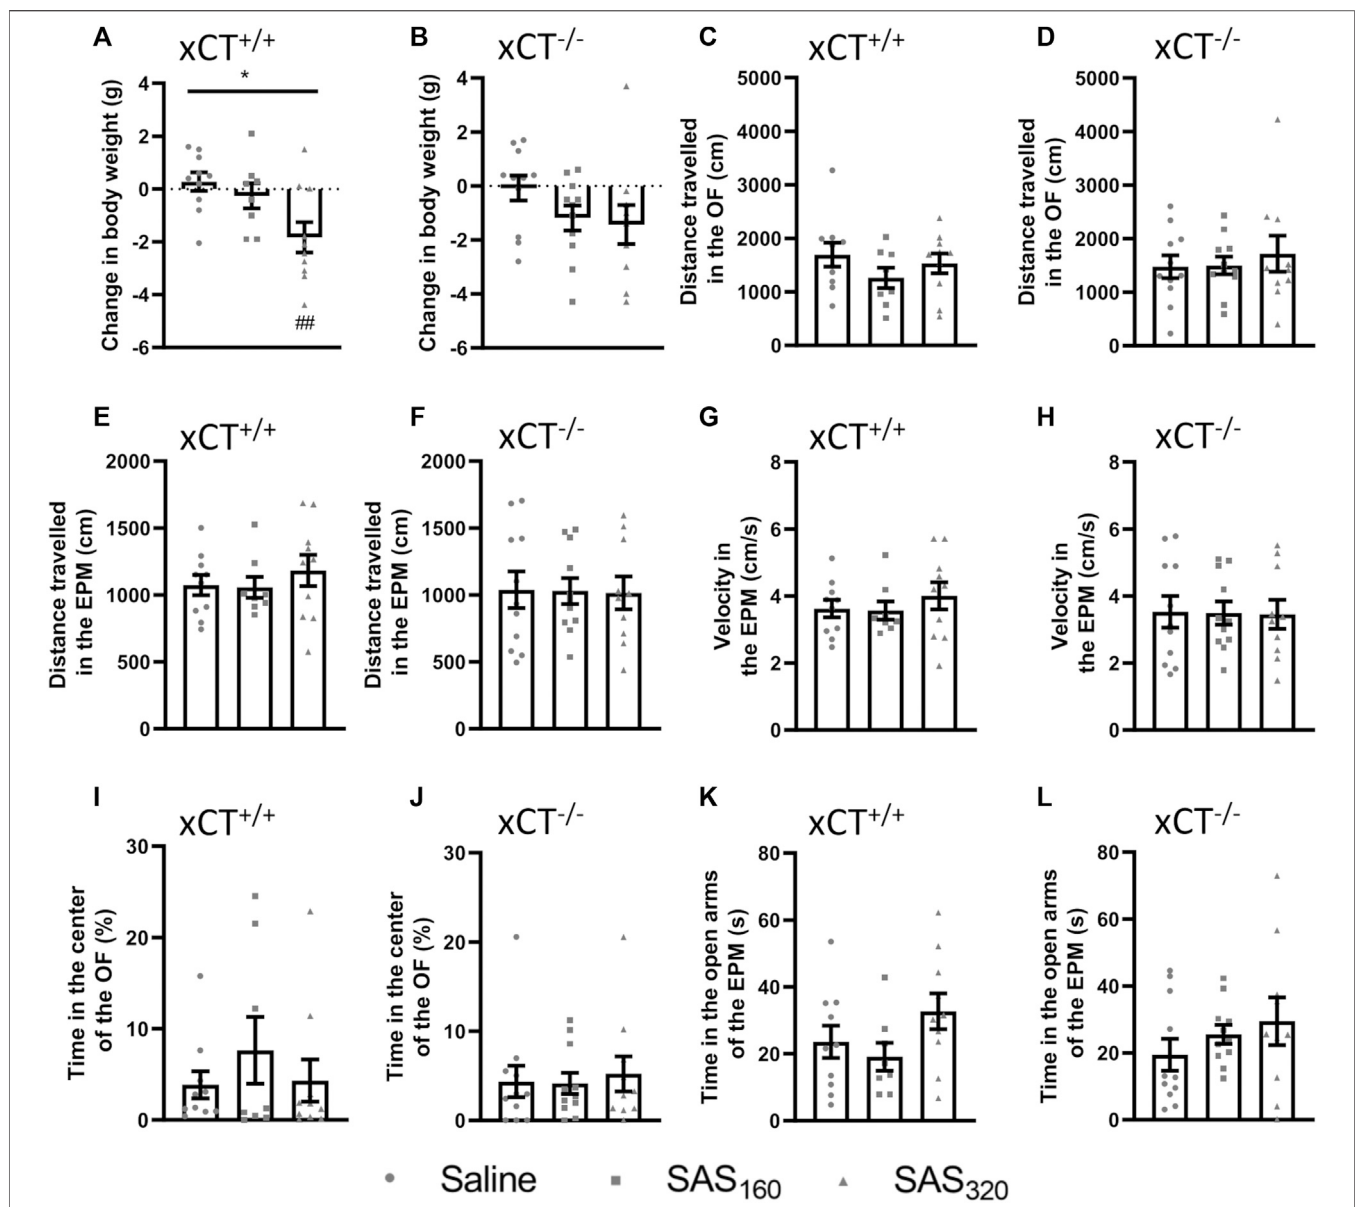 A xCT+/+
Change in body weight (g)
4
2
0
-2
-4
-6
*
##
B xCT-/-
Change in body weight (g)
4
2
0
-2
-4
-6
C xCT+/+
Distance travelled
in the OF (cm)
5000
4000
3000
2000
1000
0
D xCT-/-
Distance travelled
in the OF (cm)
5000
4000
3000
2000
1000
0
E xCT+/+
Distance travelled
in the EPM (cm)
2000
1500
1000
500
0
F xCT-/-
Distance travelled
in the EPM (cm)
2000
1500
1000
500
0
G xCT+/+
Velocity in
the EPM (cm/s)
8
6
4
2
0
H xCT-/-
Velocity in
the EPM (cm/s)
8
6
4
2
0
I xCT+/+
Time in the center
of the OF (%)
30
20
10
0
J xCT-/-
Time in the center
of the OF (%)
30
20
10
0
K xCT+/+
Time in the open arms
of the EPM (s)
80
60
40
20
0
L xCT-/-
Time in the open arms
of the EPM (s)
80
60
40
20
0
Saline SAS160 SAS320